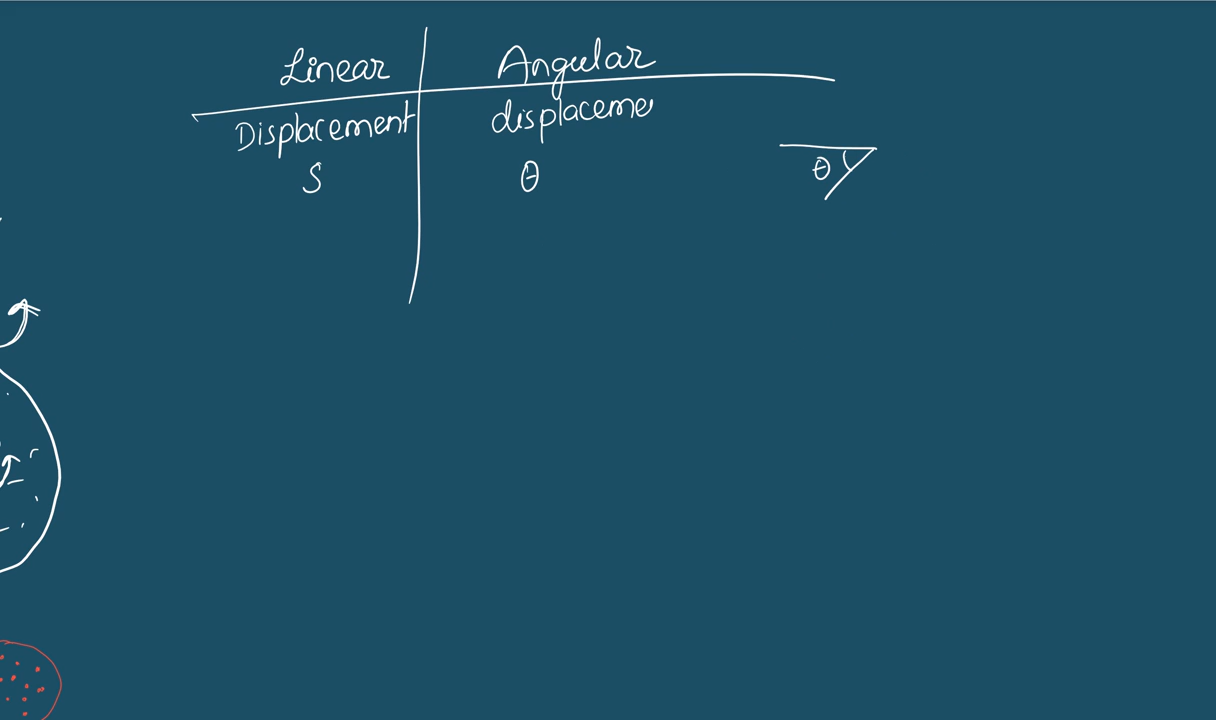 Linear Angular
Displacement displaceme
S θ
θ